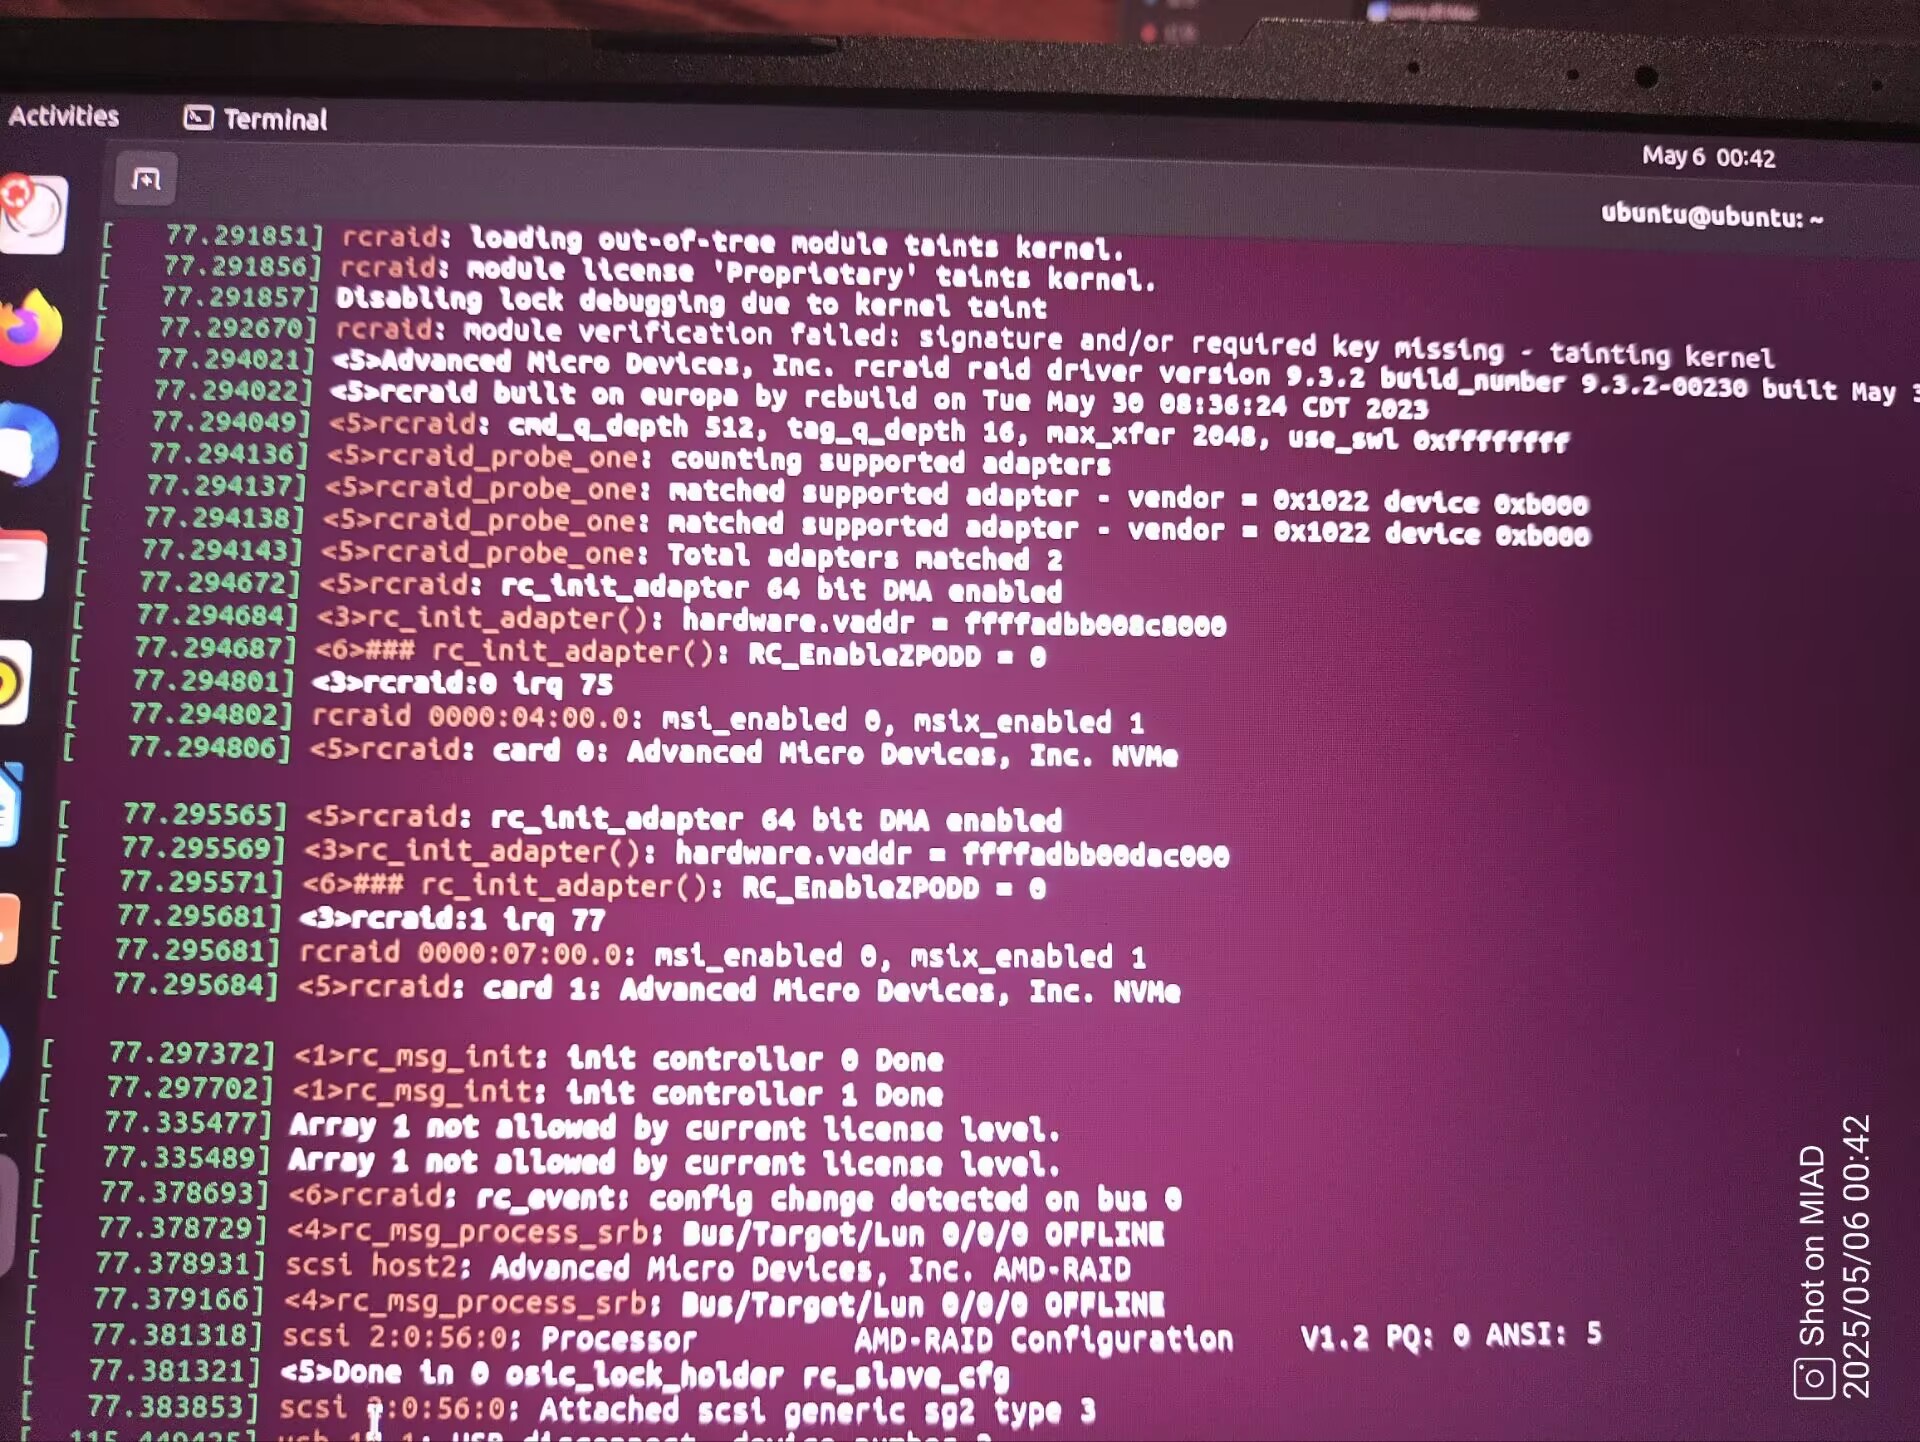 Activities
Terminal
May 6 00:42
ubuntu@ubuntu: ~
[ 77.291851] rcraid: loading out-of-tree module taints kernel.
[ 77.291856] rcraid: module license 'Proprietary' taints kernel.
[ 77.291857] Disabling lock debugging due to kernel taint
[ 77.292670] rcraid: module verification failed: signature and/or required key missing - tainting kernel
[ 77.294021] <5>Advanced Micro Devices, Inc. rcraid raid driver version 9.3.2 build_number 9.3.2-00230 built May 3
[ 77.294022] <5>rcraid built on europa by rcbuild on Tue May 30 08:36:24 CDT 2023
[ 77.294049] <5>rcraid: cmd_q_depth 512, tag_q_depth 16, max_xfer 2048, use_swl 0xffffffff
[ 77.294136] <5>rcraid_probe_one: counting supported adapters
[ 77.294137] <5>rcraid_probe_one: matched supported adapter - vendor = 0x1022 device 0xb000
[ 77.294138] <5>rcraid_probe_one: matched supported adapter - vendor = 0x1022 device 0xb000
[ 77.294143] <5>rcraid_probe_one: Total adapters matched 2
[ 77.294672] <5>rcraid: rc_init_adapter 64 bit DMA enabled
[ 77.294684] <3>rc_init_adapter(): hardware.vaddr = ffffadbb008c8000
[ 77.294687] <6>### rc_init_adapter(): RC_EnableZPODD = 0
[ 77.294801] <3>rcraid:0 irq 75
[ 77.294802] rcraid 0000:04:00.0: msi_enabled 0, msix_enabled 1
[ 77.294806] <5>rcraid: card 0: Advanced Micro Devices, Inc. NVMe
[ 77.295565] <5>rcraid: rc_init_adapter 64 bit DMA enabled
[ 77.295569] <3>rc_init_adapter(): hardware.vaddr = ffffadbb00dac000
[ 77.295571] <6>### rc_init_adapter(): RC_EnableZPODD = 0
[ 77.295681] <3>rcraid:1 irq 77
[ 77.295681] rcraid 0000:07:00.0: msi_enabled 0, msix_enabled 1
[ 77.295684] <5>rcraid: card 1: Advanced Micro Devices, Inc. NVMe
[ 77.297372] <1>rc_msg_init: init controller 0 Done
[ 77.297702] <1>rc_msg_init: init controller 1 Done
[ 77.335477] Array 1 not allowed by current license level.
[ 77.335489] Array 1 not allowed by current license level.
[ 77.378693] <6>rcraid: rc_event: config change detected on bus 0
[ 77.378729] <4>rc_msg_process_srb: Bus/Target/Lun 0/0/0 OFFLINE
[ 77.378931] scsi host2: Advanced Micro Devices, Inc. AMD-RAID
[ 77.379166] <4>rc_msg_process_srb: Bus/Target/Lun 0/0/0 OFFLINE
[ 77.381318] scsi 2:0:56:0: Processor AMD-RAID Configuration V1.2 PQ: 0 ANSI: 5
[ 77.381321] <5>Done in 0 osic_lock_holder rc_slave_cfg
[ 77.383853] scsi 2:0:56:0: Attached scsi generic sg2 type 3
Shot on MIAD
2025/05/06 00:42